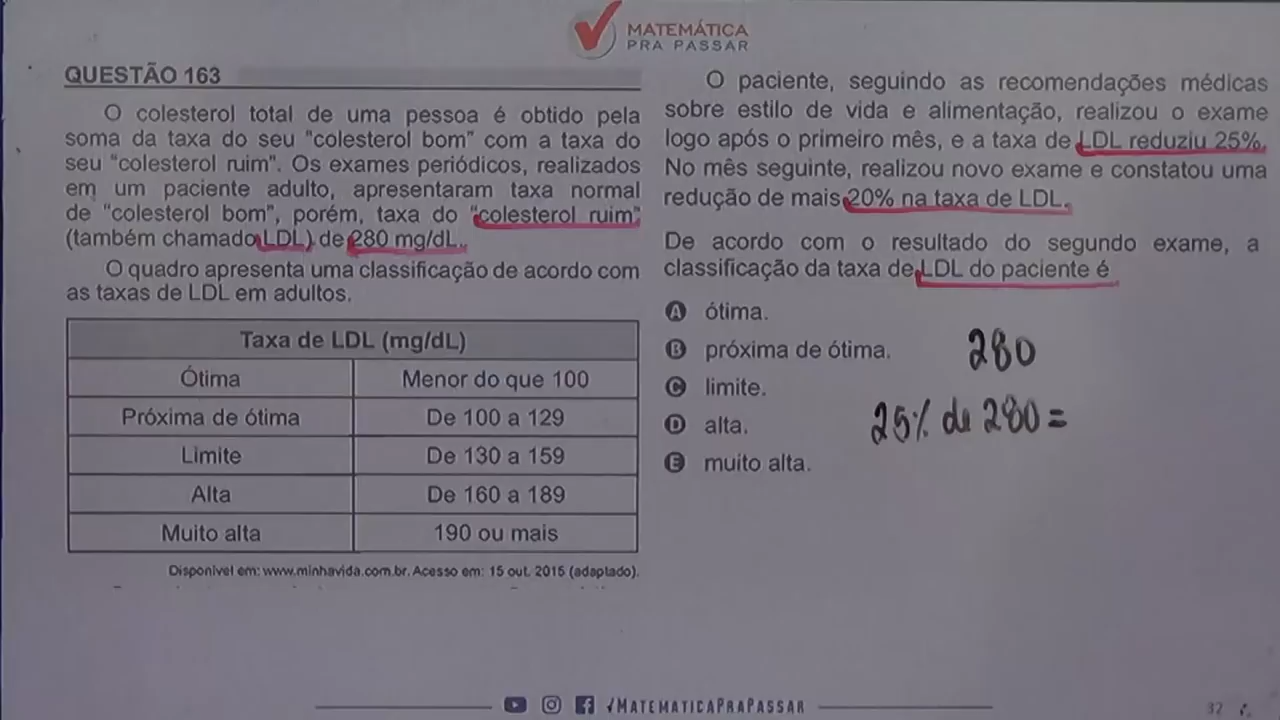 MATEMÁTICA
PRA PASSAR
QUESTÃO 163
O colesterol total de uma pessoa é obtido pela
soma da taxa do seu "colesterol bom" com a taxa do
seu "colesterol ruim". Os exames periódicos, realizados
em um paciente adulto, apresentaram taxa normal
de "colesterol bom", porém, taxa do "colesterol ruim"
(também chamado LDL) de 280 mg/dL.
O quadro apresenta uma classificação de acordo com
as taxas de LDL em adultos.
Taxa de LDL (mg/dL)
Ótima Menor do que 100
Próxima de ótima De 100 a 129
Limite De 130 a 159
Alta De 160 a 189
Muito alta 190 ou mais
Disponível em: www.minhavida.com.br. Acesso em: 15 out. 2015 (adaptado).
O paciente, seguindo as recomendações médicas
sobre estilo de vida e alimentação, realizou o exame
logo após o primeiro mês, e a taxa de LDL reduziu 25%.
No mês seguinte, realizou novo exame e constatou uma
redução de mais 20% na taxa de LDL.
De acordo com o resultado do segundo exame, a
classificação da taxa de LDL do paciente é
A ótima.
B próxima de ótima.
C limite.
D alta.
E muito alta.
280
25% de 280 =
/MATEMATICAPRAPASSAR
32